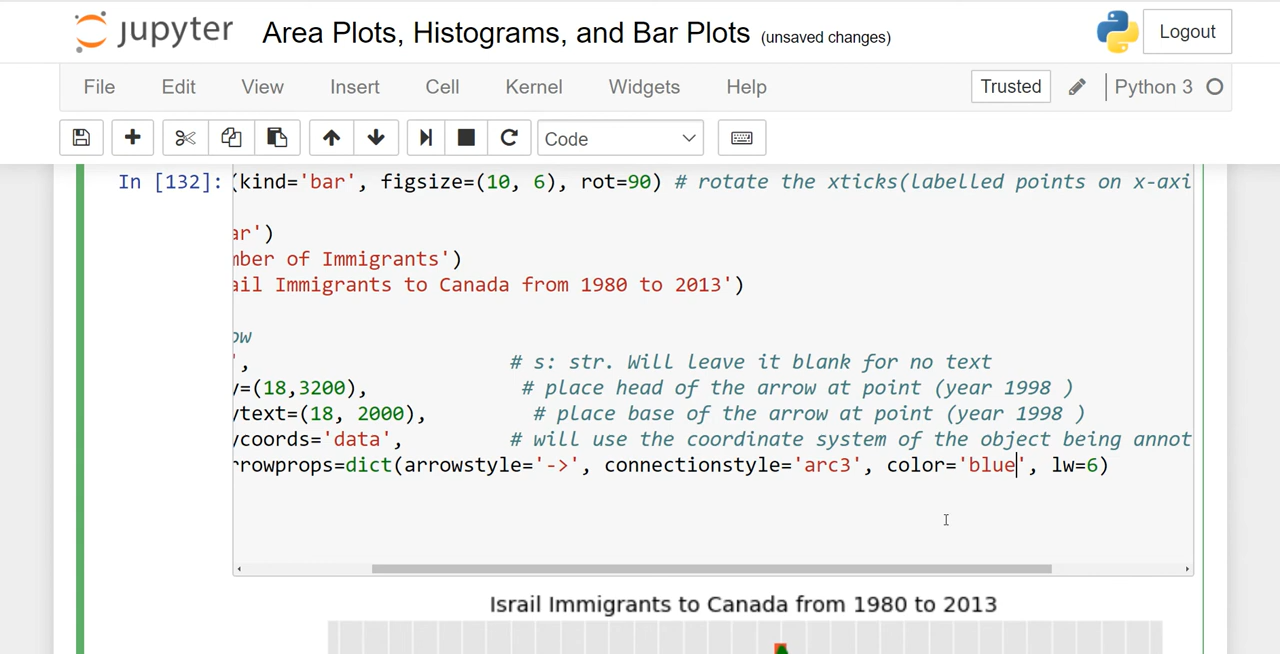 jupyter Area Plots, Histograms, and Bar Plots (unsaved changes) Logout
File Edit View Insert Cell Kernel Widgets Help Trusted Python 3
Code
In [132]: (kind='bar', figsize=(10, 6), rot=90) # rotate the xticks(labelled points on x-axi
ar')
mber of Immigrants')
ail Immigrants to Canada from 1980 to 2013')
ow
', # s: str. Will leave it blank for no text
y=(18,3200), # place head of the arrow at point (year 1998 )
ytext=(18, 2000), # place base of the arrow at point (year 1998 )
ycoords='data', # will use the coordinate system of the object being annot
rrowprops=dict(arrowstyle='->', connectionstyle='arc3', color='blue', lw=6)
Israil Immigrants to Canada from 1980 to 2013